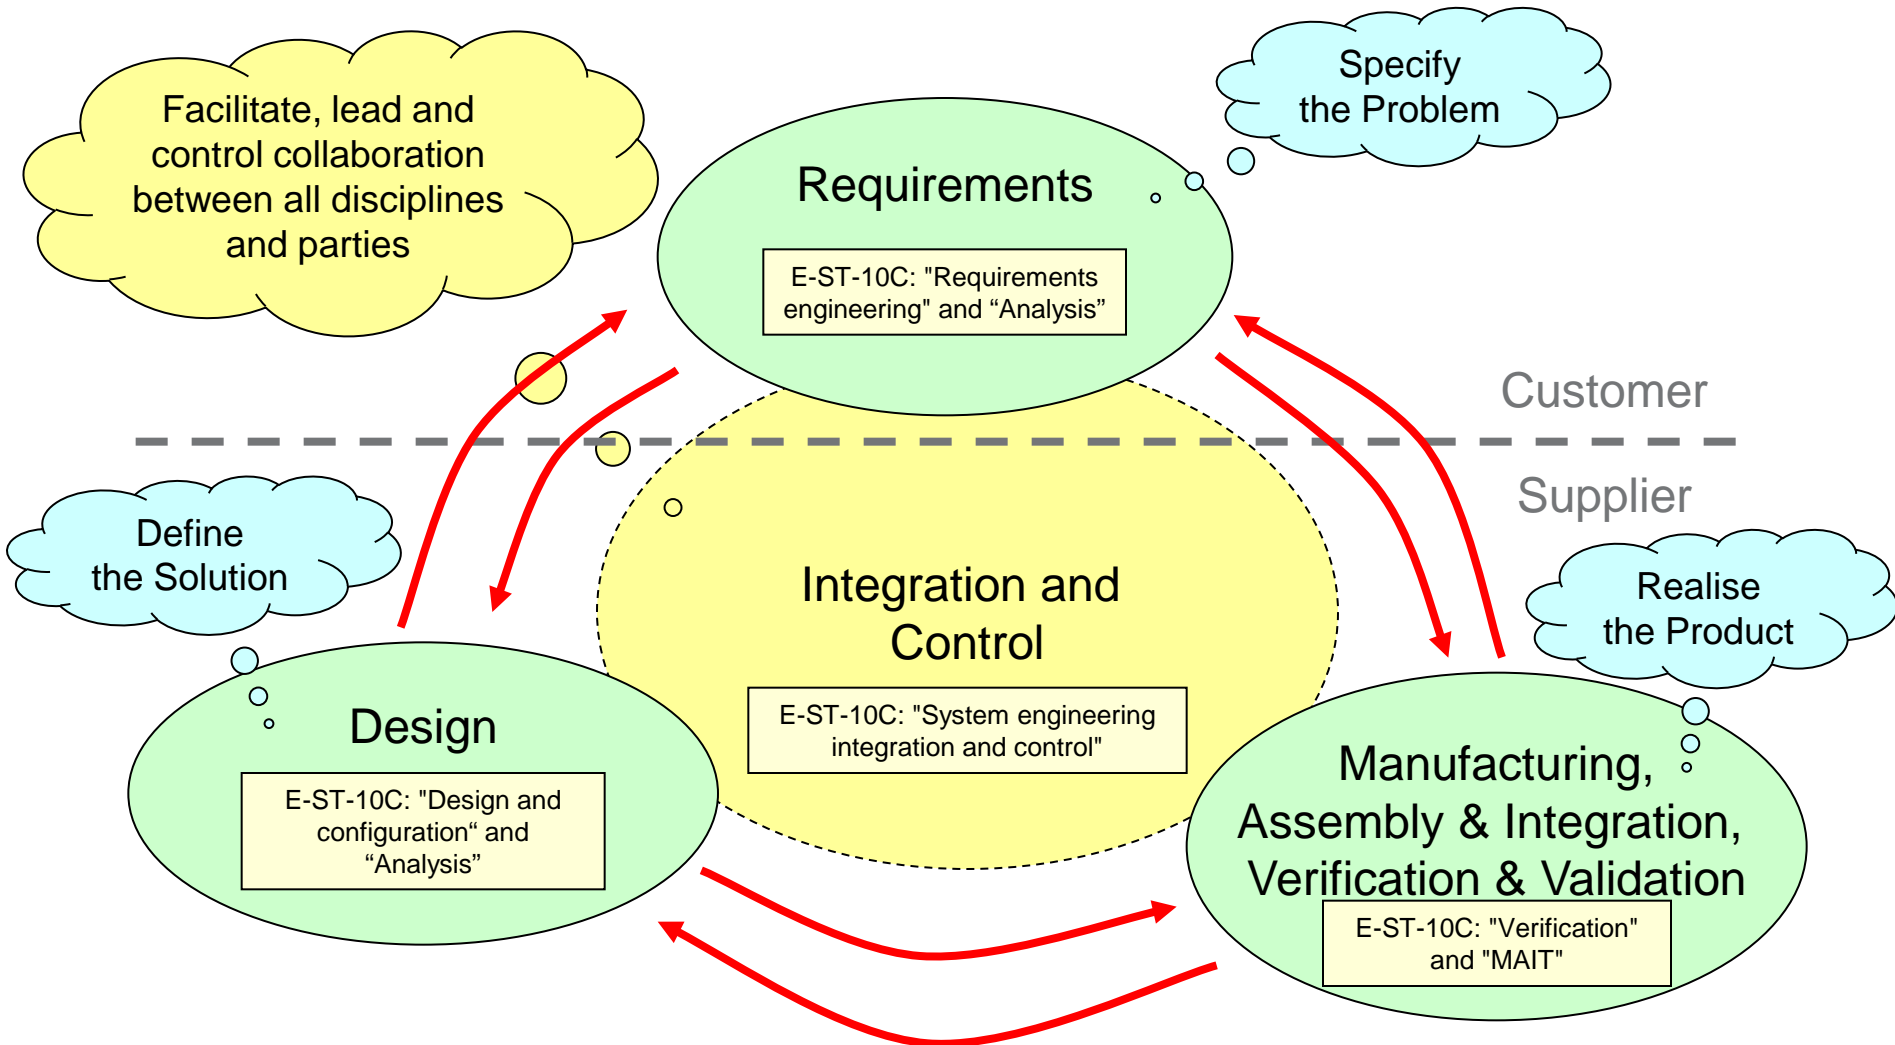 Facilitate, lead and
control collaboration
between all disciplines
and parties
Specify
the Problem
Requirements
E-ST-10C: "Requirements
engineering" and “Analysis”
Customer
Supplier
Define
the Solution
Integration and
Control
E-ST-10C: "System engineering
integration and control"
Realise
the Product
Design
E-ST-10C: "Design and
configuration“ and
“Analysis”
Manufacturing,
Assembly & Integration,
Verification & Validation
E-ST-10C: "Verification"
and "MAIT"